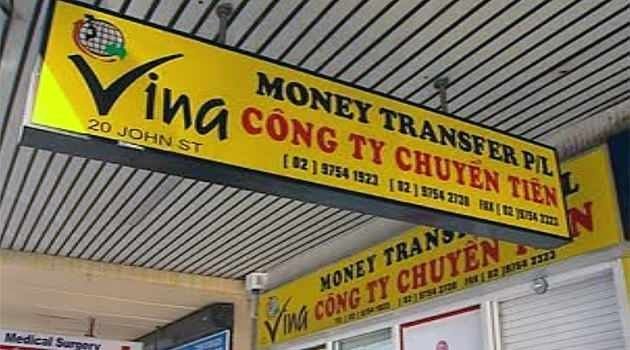 Vina
20 JOHN ST
MONEY TRANSFER P/L
CÔNG TY CHUYỂN TIỀN
[ 02 ] 9754 1923 [ 02 ] 9754 2738 FAX [ 02 ]9754 2323
Vina
MONEY TRANSFER P/L
CÔNG TY CHUYỂN TIỀN
Medical Surgery